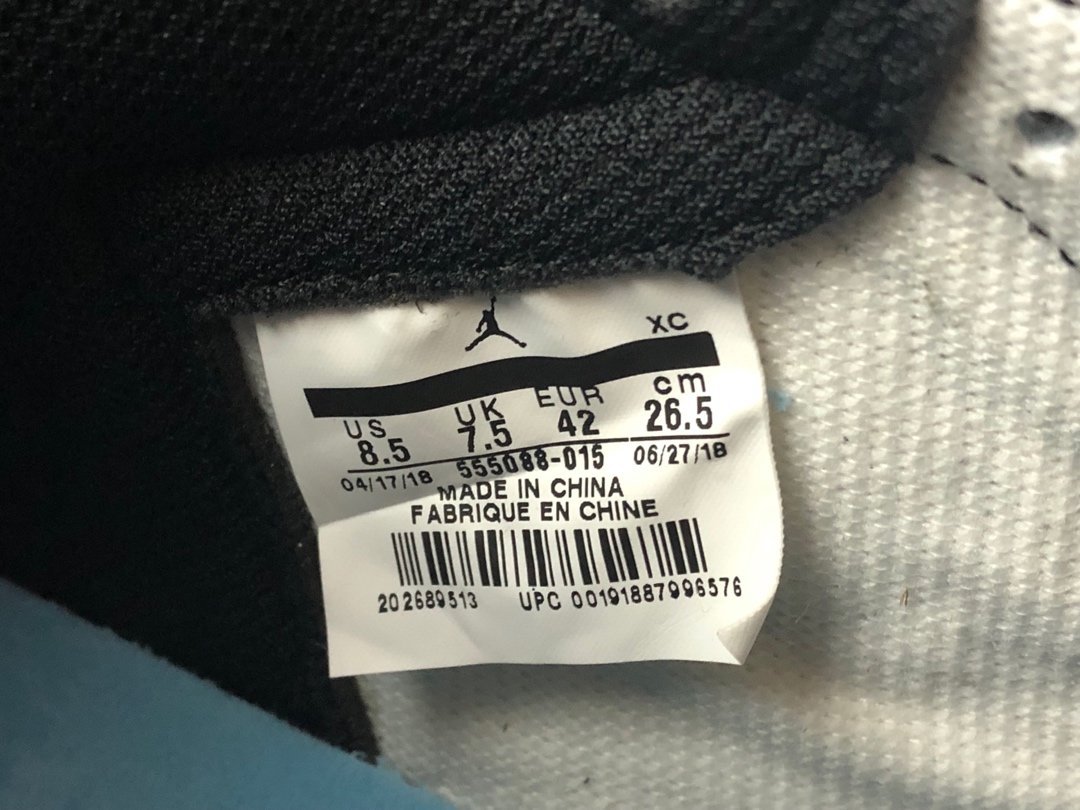 XC
US UK EUR cm
8.5 7.5 42 26.5
04/17/18 555088-015 06/27/18
MADE IN CHINA
FABRIQUE EN CHINE
202689513 UPC 00191887996576